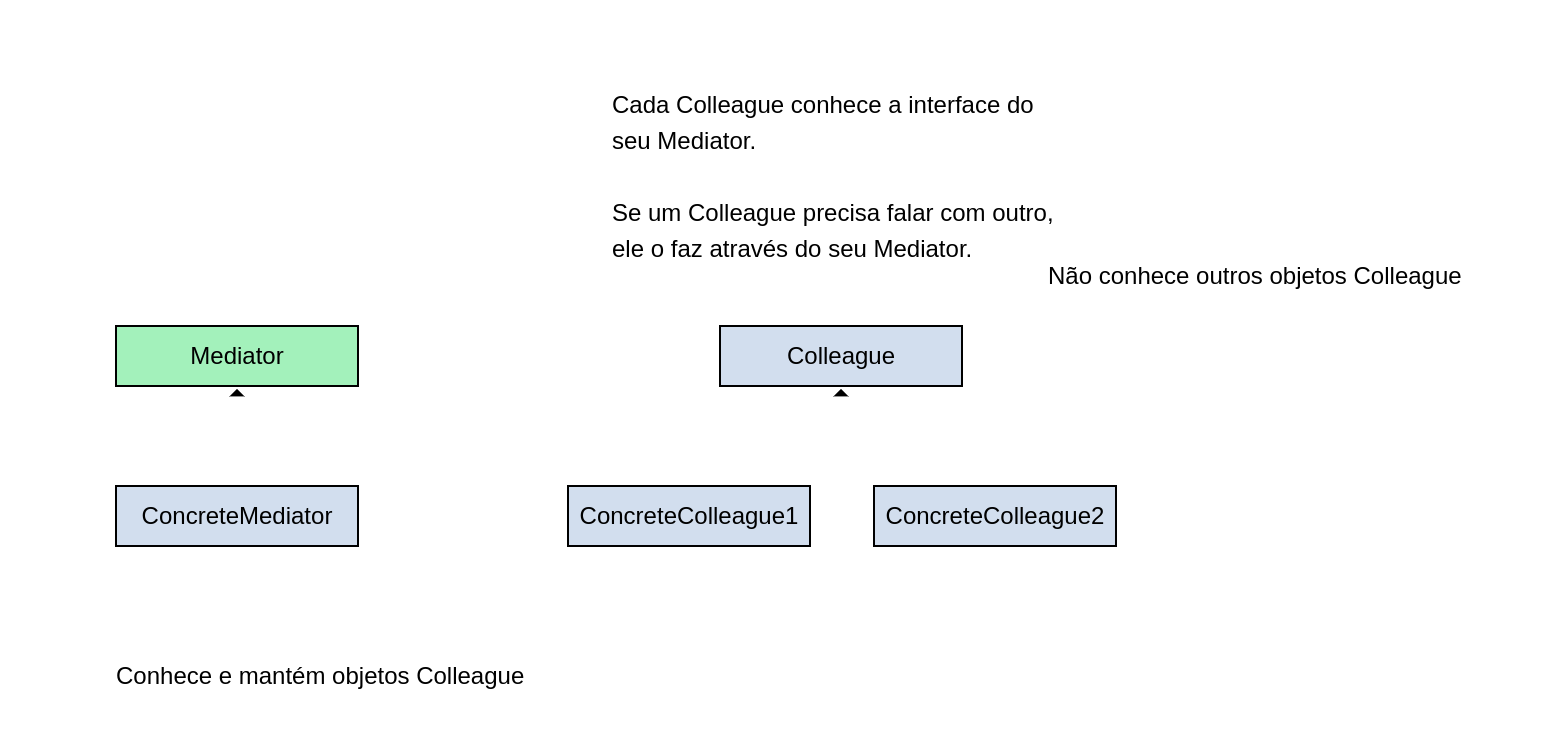 Cada Colleague conhece a interface do
seu Mediator.
Se um Colleague precisa falar com outro,
ele o faz através do seu Mediator.
Não conhece outros objetos Colleague
Mediator
Colleague
ConcreteMediator
ConcreteColleague1
ConcreteColleague2
Conhece e mantém objetos Colleague